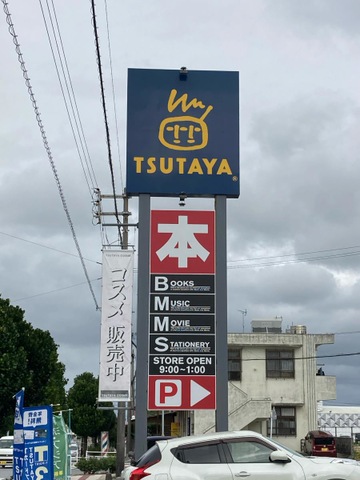 TSUTAYA®
本
BOOKS
MUSIC
MOVIE
STATIONERY
STORE OPEN
9:00~1:00
P
コスメ販売中